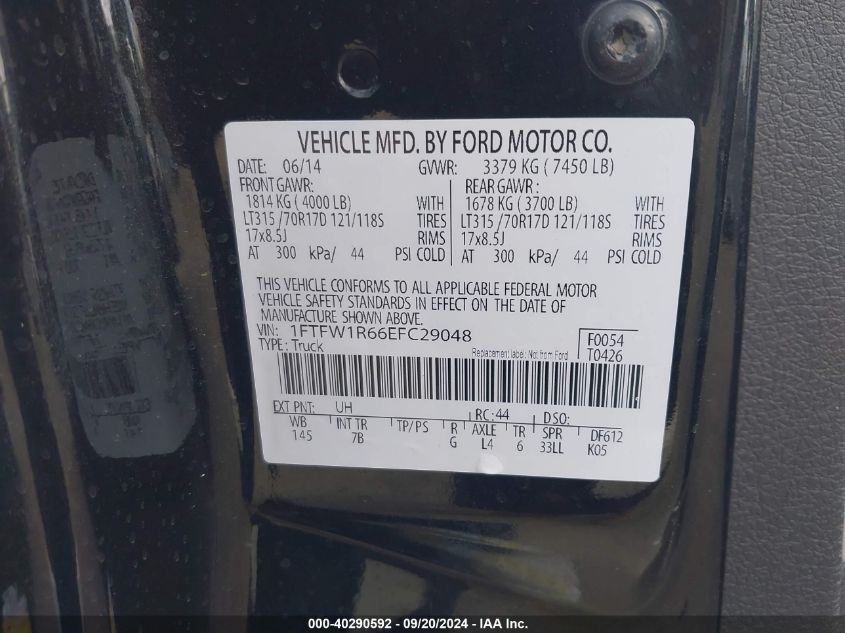 VEHICLE MFD. BY FORD MOTOR CO.
DATE: 06/14 GVWR: 3379 KG ( 7450 LB)
FRONT GAWR: REAR GAWR :
1814 KG ( 4000 LB) WITH 1678 KG ( 3700 LB) WITH
LT315 /70R17D 121/118S TIRES LT315 /70R17D 121/118S TIRES
17x8.5J RIMS 17x8.5J RIMS
AT 300 kPa/ 44 PSI COLD AT 300 kPa/ 44 PSI COLD
THIS VEHICLE CONFORMS TO ALL APPLICABLE FEDERAL MOTOR
VEHICLE SAFETY STANDARDS IN EFFECT ON THE DATE OF
MANUFACTURE SHOWN ABOVE.
VIN: 1FTFW1R66EFC29048 F0054
TYPE : Truck Replacement label: Not from Ford T0426
EXT PNT: UH RC: 44 DSO:
WB INT TR TP/PS R AXLE TR SPR DF612
145 7B G L4 6 33LL K05
000-40290592 - 09/20/2024 - IAA Inc.